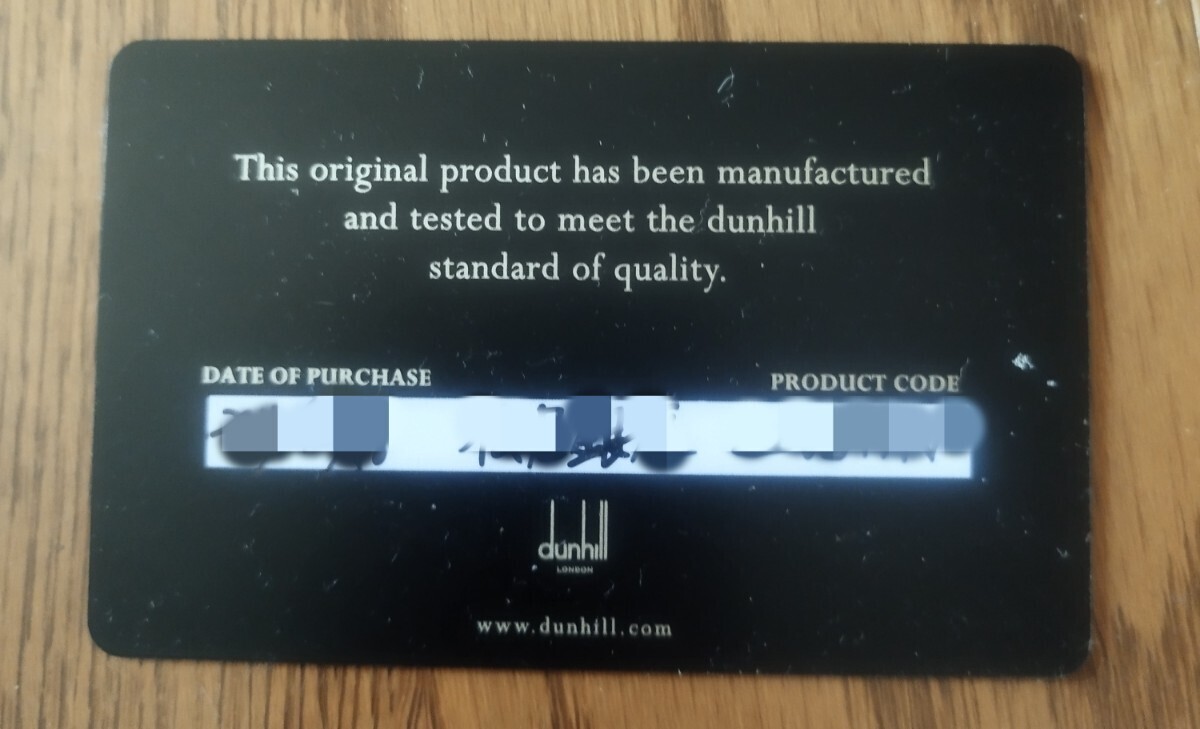 This original product has been manufactured
and tested to meet the dunhill
standard of quality.
DATE OF PURCHASE PRODUCT CODE
dunhill
LONDON
www.dunhill.com